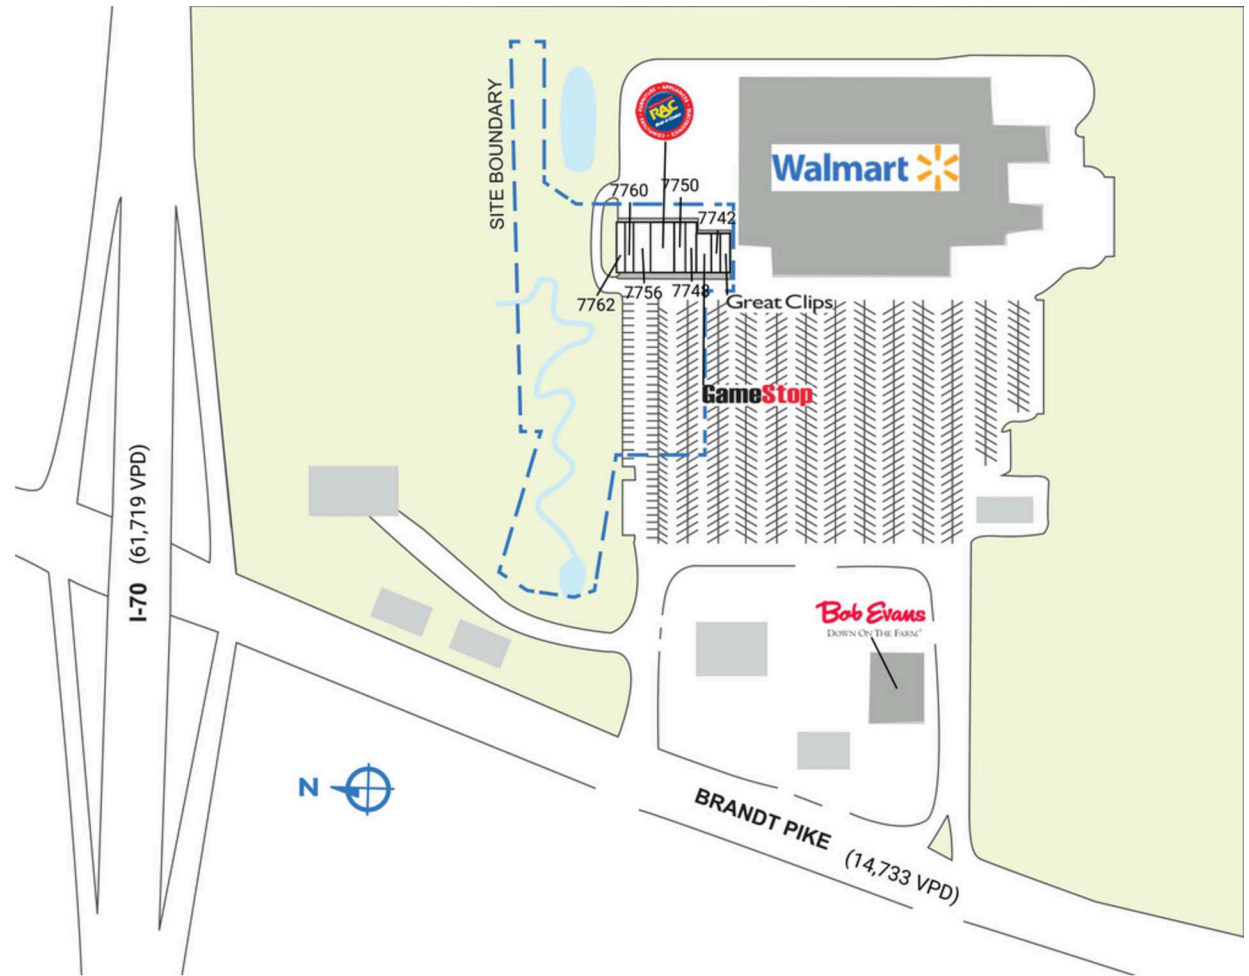 SITE BOUNDARY
RAC
Walmart
7760
7750
7742
7762
7756
7748
Great Clips
GameStop
I-70 (61,719 VPD)
Bob Evans
DOWN ON THE FARM
N
BRANDT PIKE (14,733 VPD)